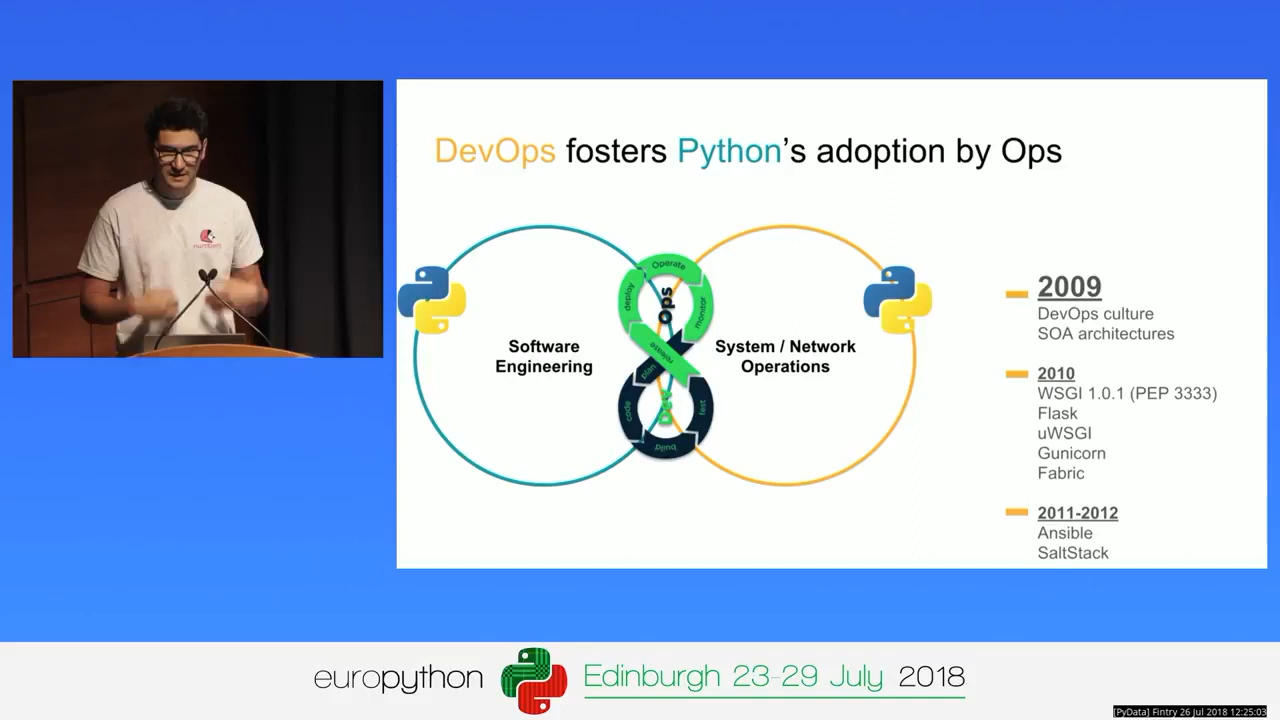 DevOps fosters Python's adoption by Ops
Software
Engineering
Operate
deploy
Ops
monitor
release
plan
Dev
code
test
build
System / Network
Operations
2009
DevOps culture
SOA architectures
2010
WSGI 1.0.1 (PEP 3333)
Flask
uWSGI
Gunicorn
Fabric
2011-2012
Ansible
SaltStack
europython
Edinburgh 23-29 July 2018
[PyData] Fintry 26 Jul 2018 12:25:03